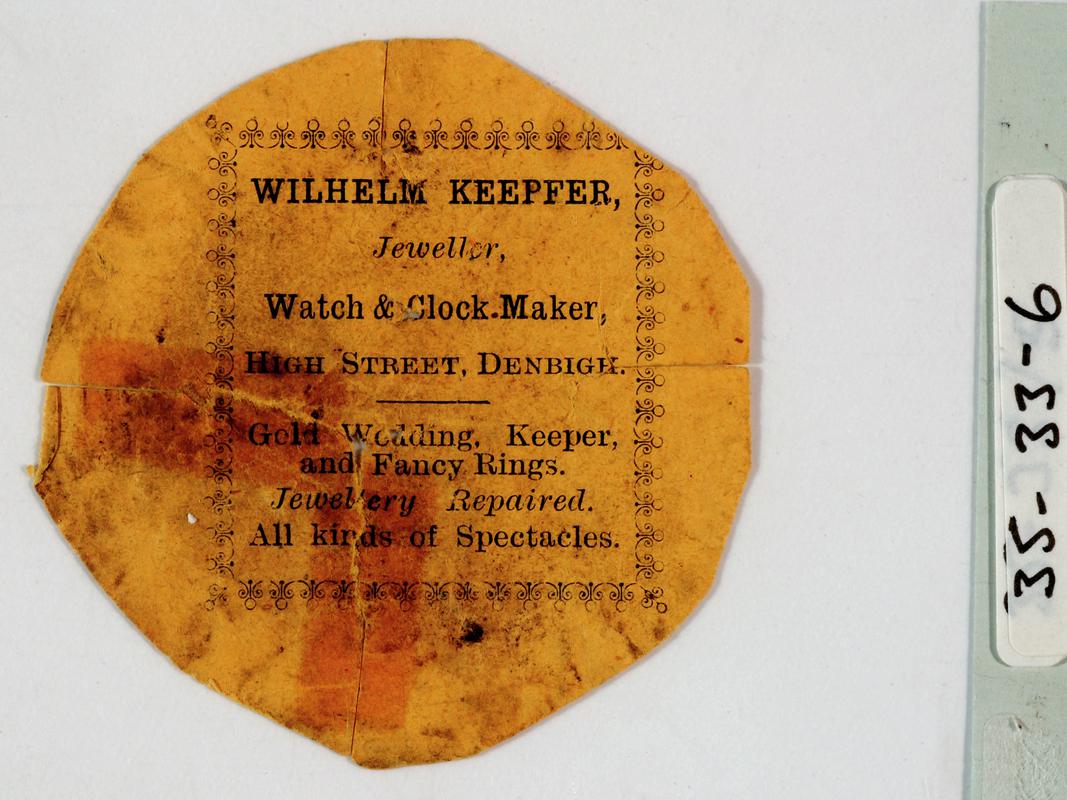 WILHELM KEEPFER,
Jeweller,
Watch & Clock Maker,
HIGH STREET, DENBIGH.
Gold Wedding, Keeper,
and Fancy Rings.
Jewellery Repaired.
All kinds of Spectacles.
35-33-6